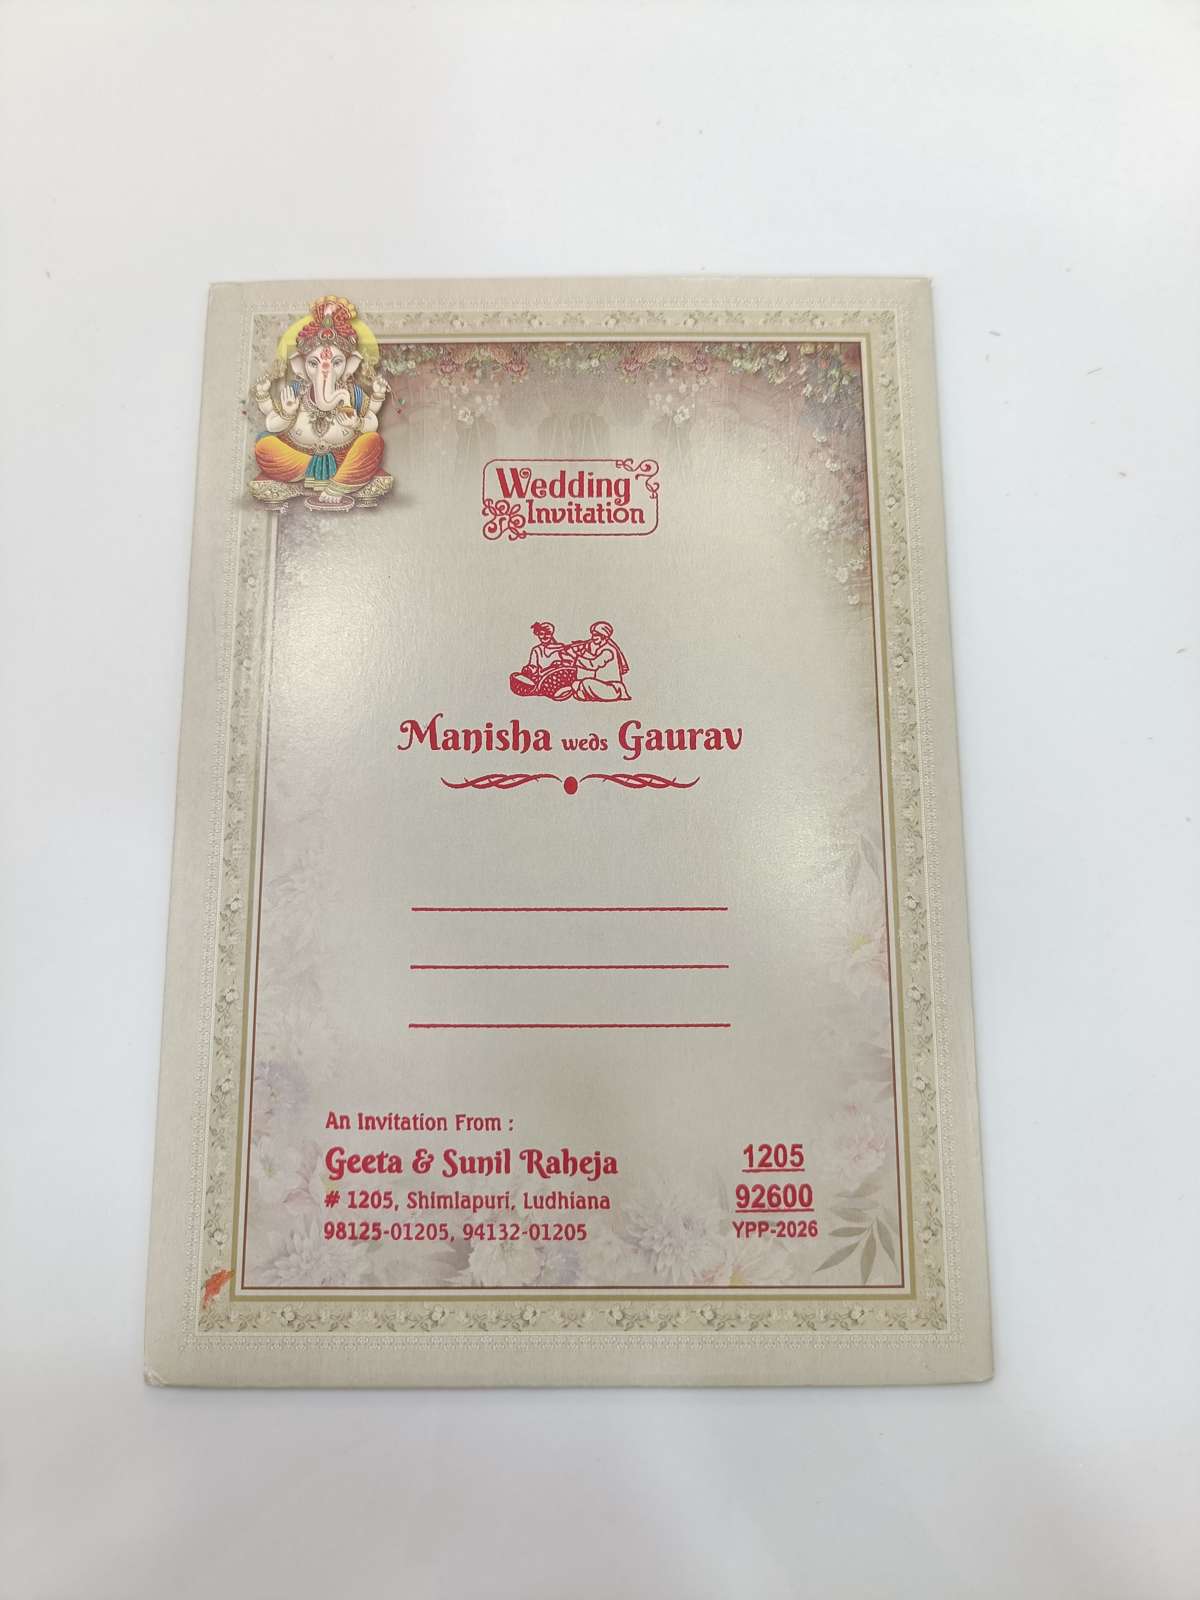 Wedding
Invitation
Manisha weds Gaurav
An Invitation From :
Geeta & Sunil Raheja
# 1205, Shimlapuri, Ludhiana
98125-01205, 94132-01205
1205
92600
YPP-2026